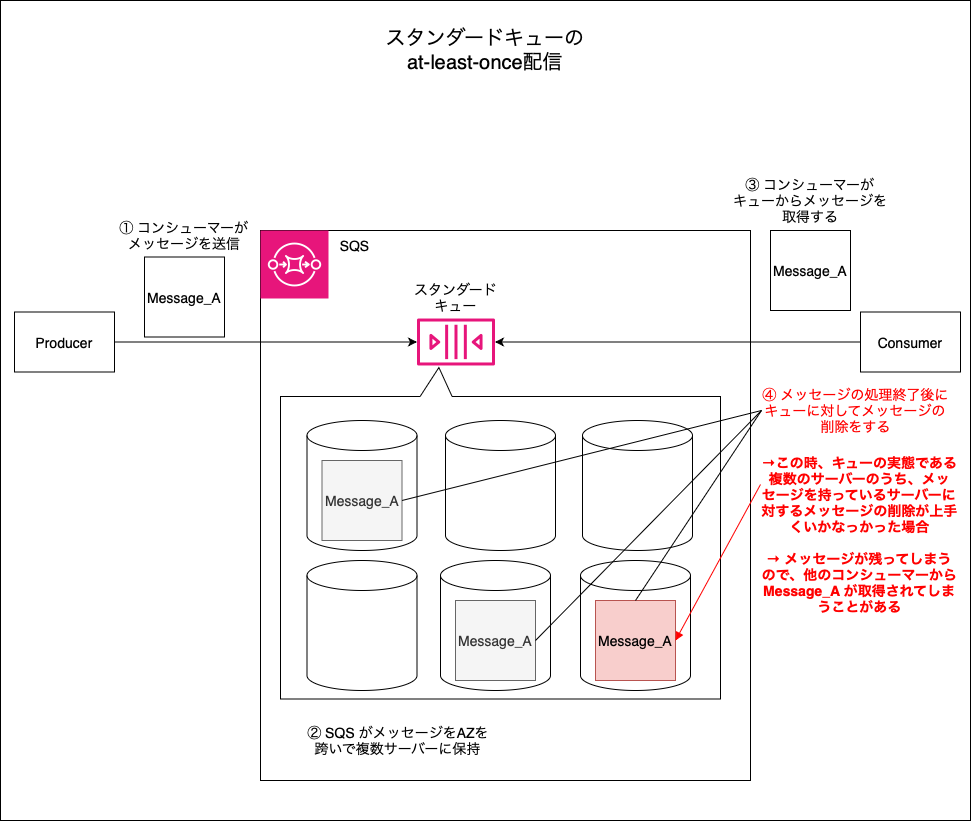 スタンダードキューの
at-least-once配信
① コンシューマーが
メッセージを送信
Message_A
Producer
SQS
スタンダード
キュー
③ コンシューマーが
キューからメッセージを
取得する
Message_A
Consumer
④ メッセージの処理終了後に
キューに対してメッセージの
削除をする
→この時、キューの実態である
複数のサーバーのうち、メッ
セージを持っているサーバーに
対するメッセージの削除が上手
くいかなっかった場合
→ メッセージが残ってしまう
ので、他のコンシューマーから
Message_A が取得されてしま
うことがある
Message_A
Message_A
Message_A
② SQS がメッセージをAZを
跨いで複数サーバーに保持